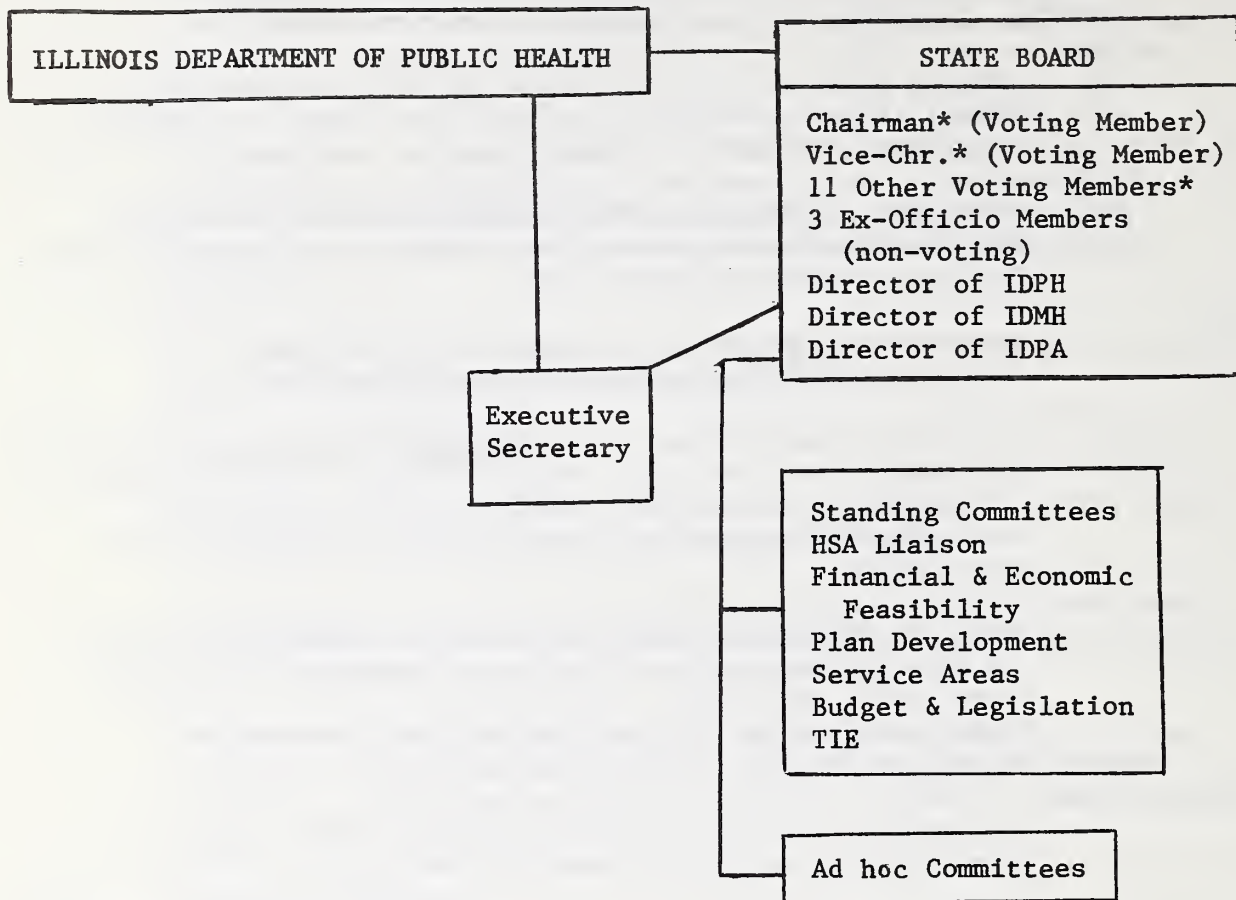 ILLINOIS DEPARTMENT OF PUBLIC HEALTH
STATE BOARD
Chairman* (Voting Member)
Vice-Chr.* (Voting Member)
11 Other Voting Members*
3 Ex-Officio Members
(non-voting)
Director of IDPH
Director of IDMH
Director of IDPA
Executive
Secretary
Standing Committees
HSA Liaison
Financial & Economic
Feasibility
Plan Development
Service Areas
Budget & Legislation
TIE
Ad hoc Committees